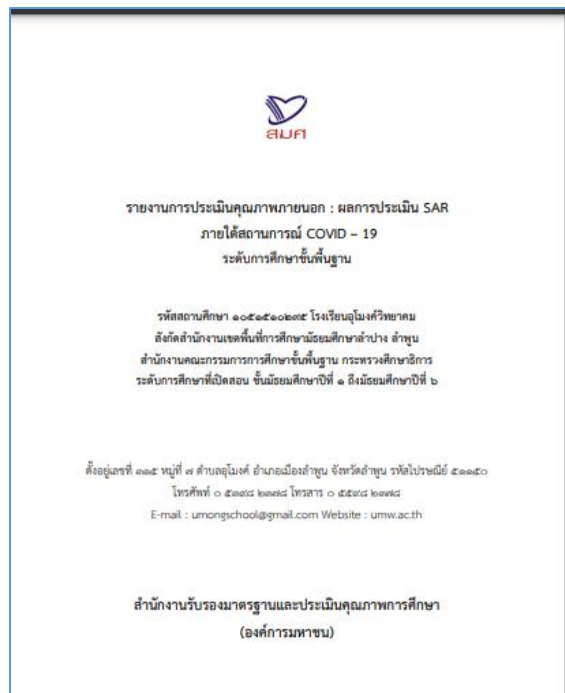 สมศ
รายงานการประเมินคุณภาพภายนอก : ผลการประเมิน SAR
ภายใต้สถานการณ์ COVID – 19
ระดับการศึกษาขั้นพื้นฐาน
รหัสสถานศึกษา ๑๐๕๑๕๑๐๒๙๕ โรงเรียนอุโมงค์วิทยาคม
สังกัดสำนักงานเขตพื้นที่การศึกษามัธยมศึกษาลำปาง ลำพูน
สำนักงานคณะกรรมการการศึกษาขั้นพื้นฐาน กระทรวงศึกษาธิการ
ระดับการศึกษาที่เปิดสอน ชั้นมัธยมศึกษาปีที่ ๑ ถึงมัธยมศึกษาปีที่ ๖
ตั้งอยู่เลขที่ ๓๑๕ หมู่ที่ ๗ ตำบลอุโมงค์ อำเภอเมืองลำพูน จังหวัดลำพูน รหัสไปรษณีย์ ๕๑๑๕๐
โทรศัพท์ ๐ โทรสาร ๐
E-mail : umongschool@gmail.com Website : umw.ac.th
สำนักงานรับรองมาตรฐานและประเมินคุณภาพการศึกษา
(องค์การมหาชน)